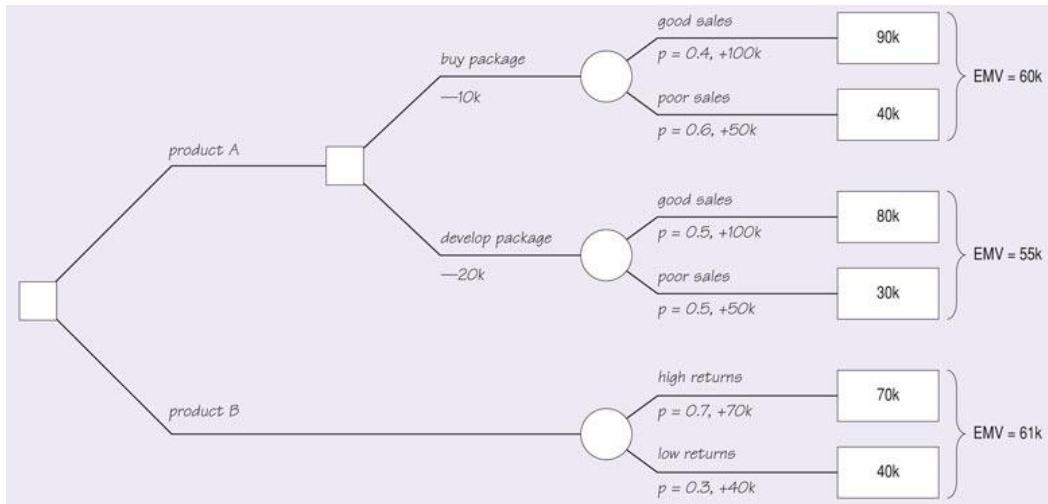 good sales
p = 0.4, +100k
90k
buy package
—10k
poor sales
p = 0.6, +50k
40k
EMV = 60k
product A
good sales
p = 0.5, +100k
80k
develop package
—20k
poor sales
p = 0.5, +50k
30k
EMV = 55k
product B
high returns
p = 0.7, +70k
70k
low returns
p = 0.3, +40k
40k
EMV = 61k